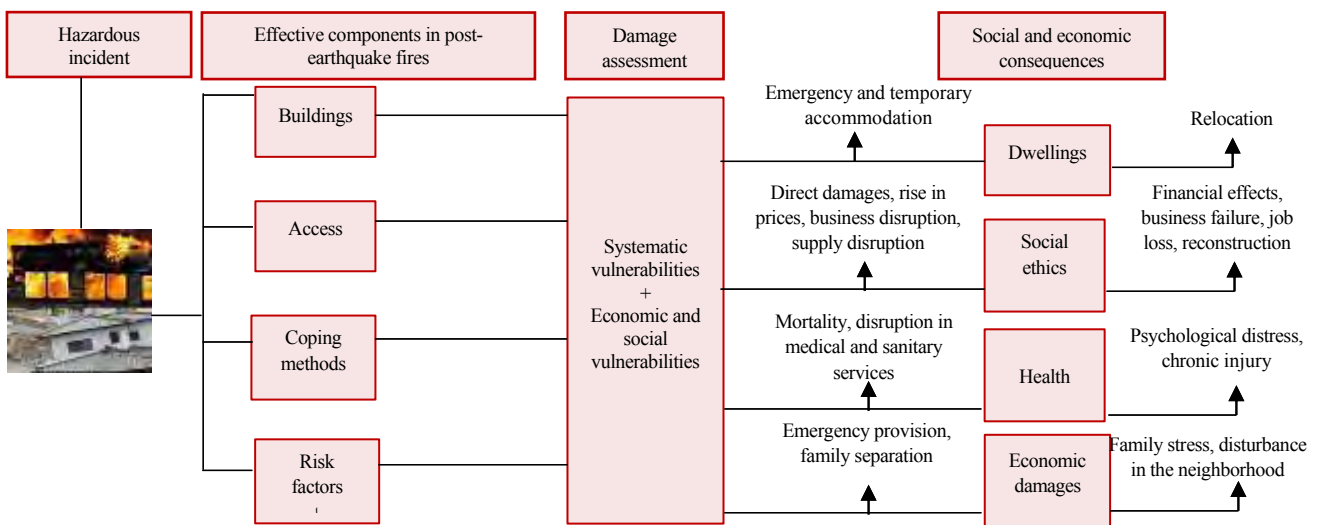 Hazardous
incident
Effective components in post-
earthquake fires
Damage
assessment
Social and economic
consequences
Buildings
Access
Coping
methods
Risk
factors
Systematic
vulnerabilities
+
Economic and
social
vulnerabilities
Emergency and temporary
accommodation
Dwellings
Relocation
Direct damages, rise in
prices, business disruption,
supply disruption
Social
ethics
Financial effects,
business failure, job
loss, reconstruction
Mortality, disruption in
medical and sanitary
services
Health
Psychological distress,
chronic injury
Emergency provision,
family separation
Economic
damages
Family stress, disturbance
in the neighborhood